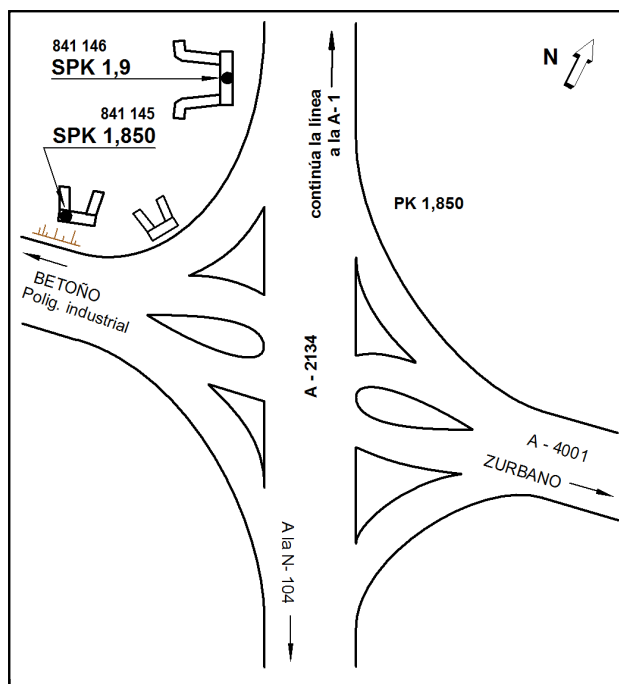 841 146
SPK 1,9
841 145
SPK 1,850
N
continúa la línea
a la A- 1
PK 1,850
BETOÑO
Polig. industrial
A - 2134
A - 4001
ZURBANO
A la N- 104